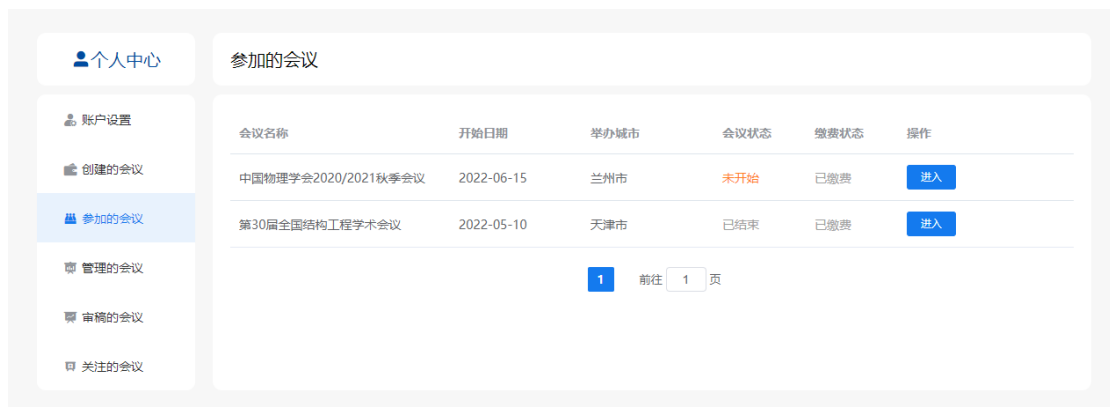 个人中心
参加的会议
账户设置
创建的会议
参加的会议
管理的会议
审稿的会议
关注的会议
会议名称 开始日期 举办城市 会议状态 缴费状态 操作
中国物理学会2020/2021秋季会议 2022-06-15 兰州市 未开始 已缴费 进入
第30届全国结构工程学术会议 2022-05-10 天津市 已结束 已缴费 进入
1 前往 1 页